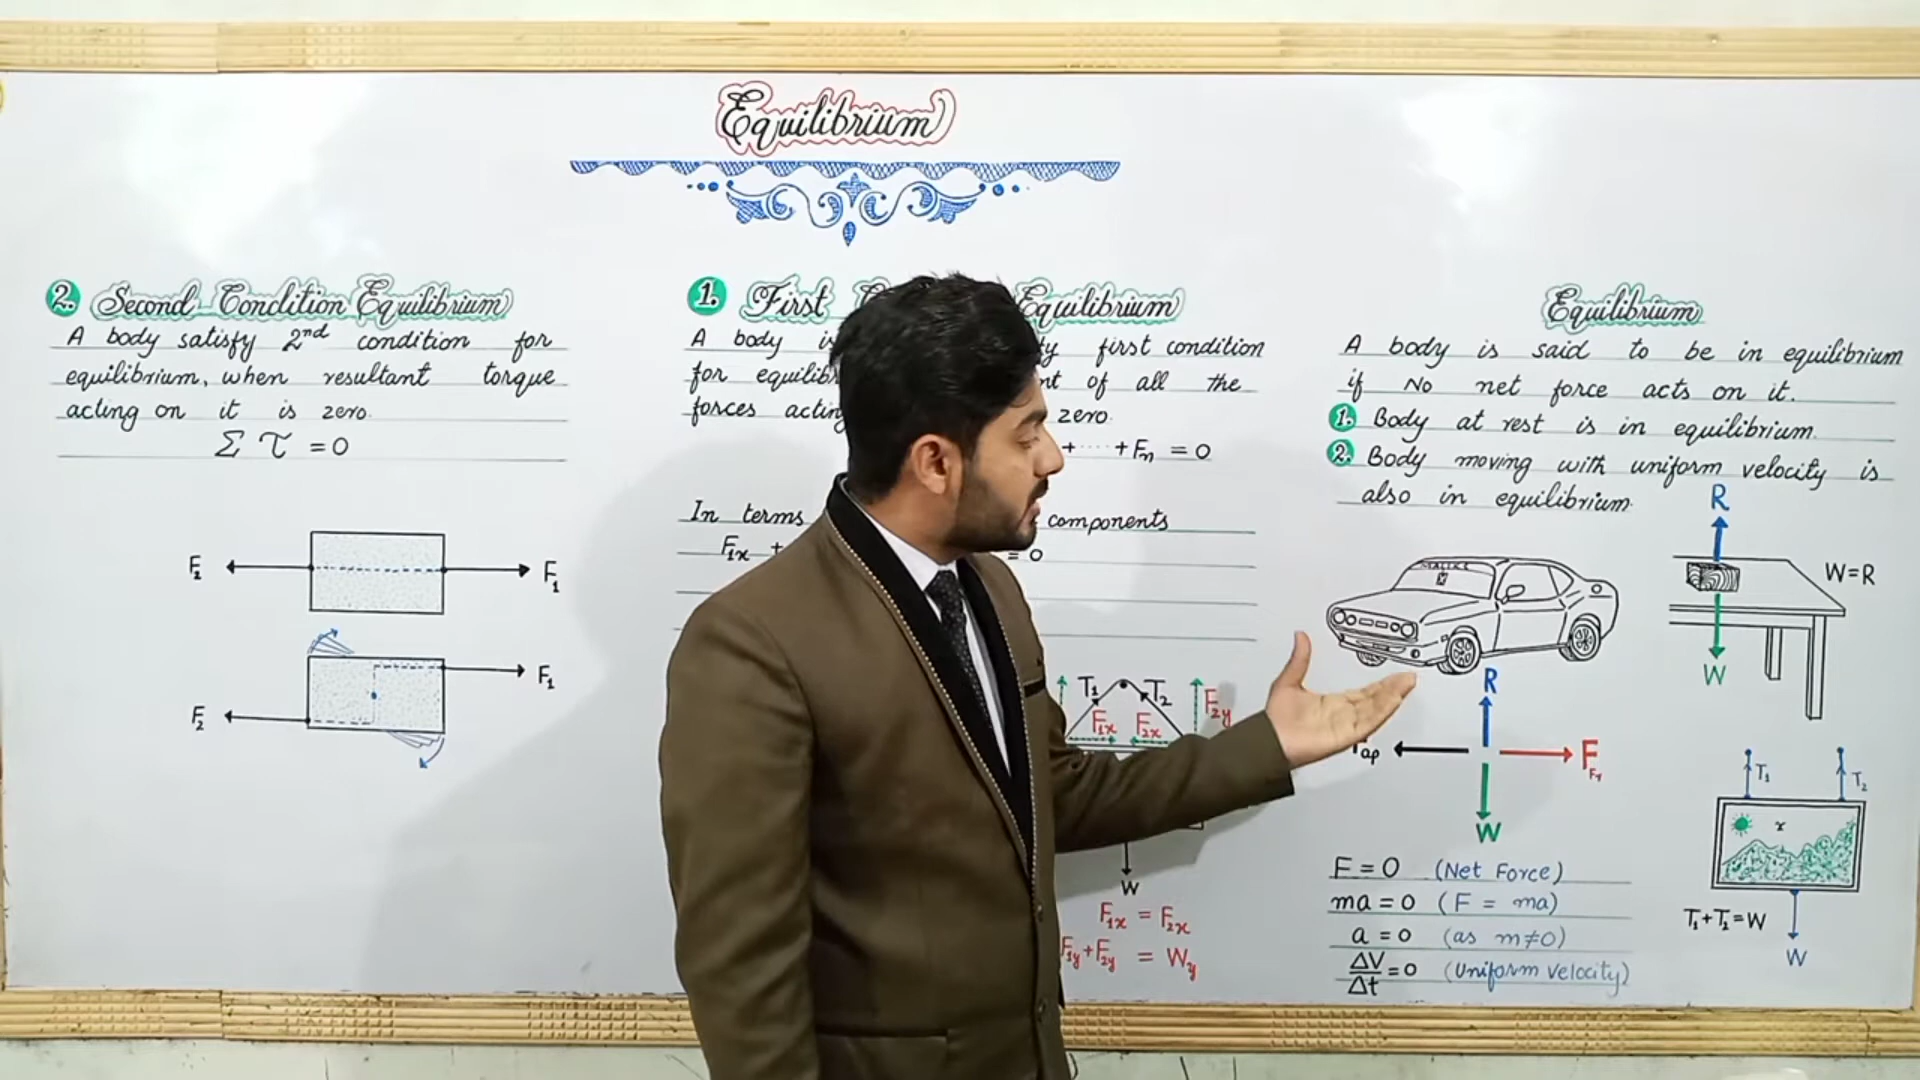 Equilibrium
2. Second Condition Equilibrium
A body satisfy 2nd condition for
equilibrium, when resultant torque
acting on it is zero.
Σ τ = 0
F₂ F₁
F₁
F₂
1. First Equilibrium
A body is first condition
for of all the
forces zero.
+ ···· + Fn = 0
In terms components
F1x + = 0
T₁ T₂
F1x F2x F2y
W
F1x = F2x
F1y + F2y = Wy
Equilibrium
A body is said to be in equilibrium
if No net force acts on it.
1. Body at rest is in equilibrium.
2. Body moving with uniform velocity is
also in equilibrium.
R
W=R
W
R
ap F Fr
W
F = 0 (Net Force)
ma = 0 (F = ma)
a = 0 (as m≠0)
ΔV/Δt = 0 (Uniform velocity)
T₁ T₂
T₁+T₂=W
W